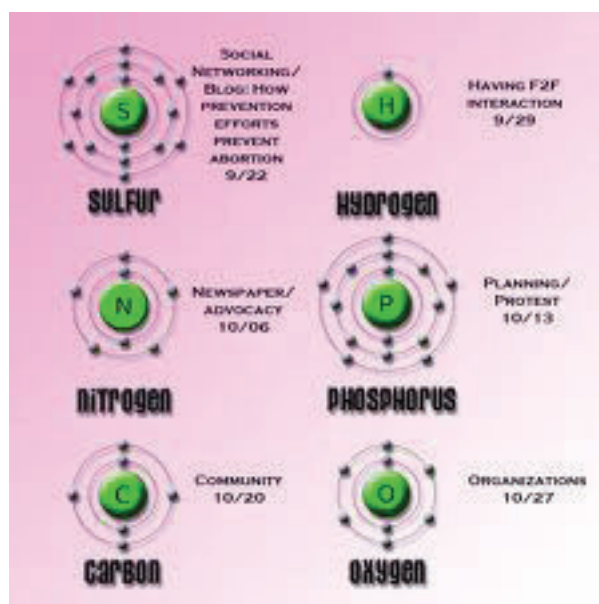 S
Social
Networking/
Blog: How
prevention
efforts
prevent
abortion
9/22
Sulfur
H
Having F2F
interaction
9/29
Hydrogen
N
Newspaper/
advocacy
10/06
Nitrogen
P
Planning/
Protest
10/13
Phosphorus
C
Community
10/20
Carbon
O
Organizations
10/27
Oxygen